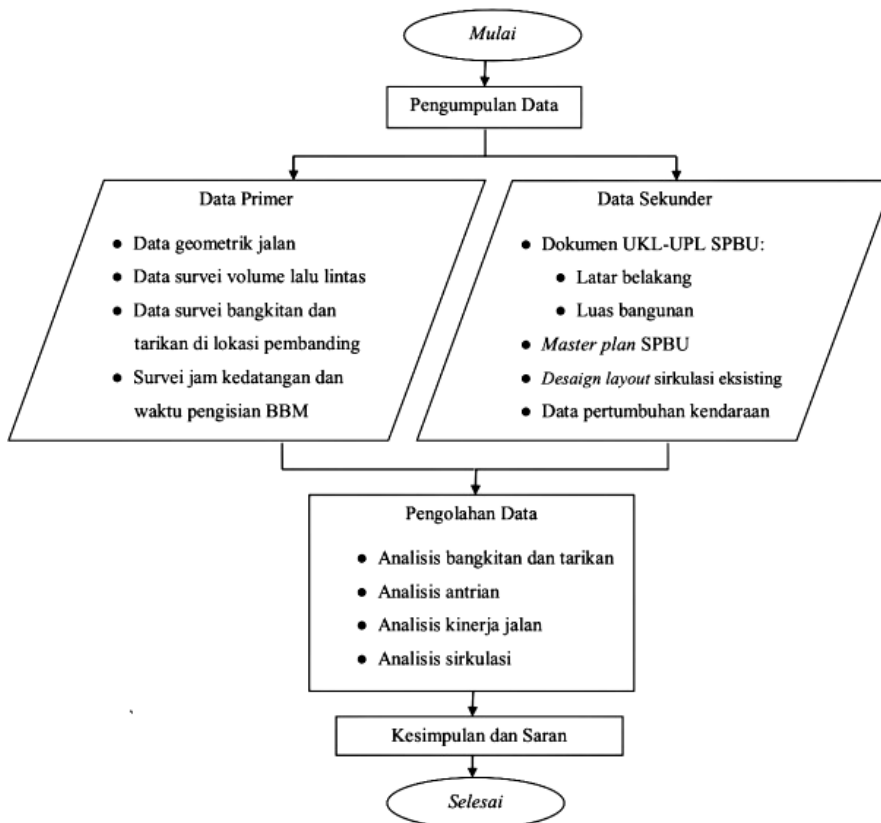 Mulai
Pengumpulan Data
Data Primer
● Data geometrik jalan
● Data survei volume lalu lintas
● Data survei bangkitan dan
tarikan di lokasi pembanding
● Survei jam kedatangan dan
waktu pengisian BBM
Data Sekunder
● Dokumen UKL-UPL SPBU:
● Latar belakang
● Luas bangunan
● Master plan SPBU
● Desaign layout sirkulasi eksisting
● Data pertumbuhan kendaraan
Pengolahan Data
● Analisis bangkitan dan tarikan
● Analisis antrian
● Analisis kinerja jalan
● Analisis sirkulasi
Kesimpulan dan Saran
Selesai